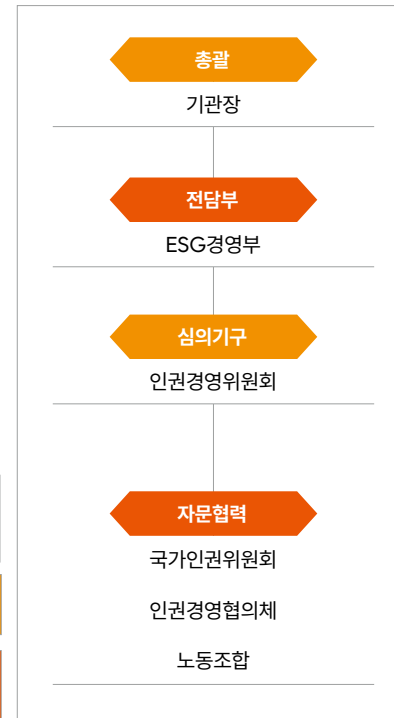 총괄
기관장
전담부
ESG경영부
심의기구
인권경영위원회
자문협력
국가인권위원회
인권경영협의체
노동조합